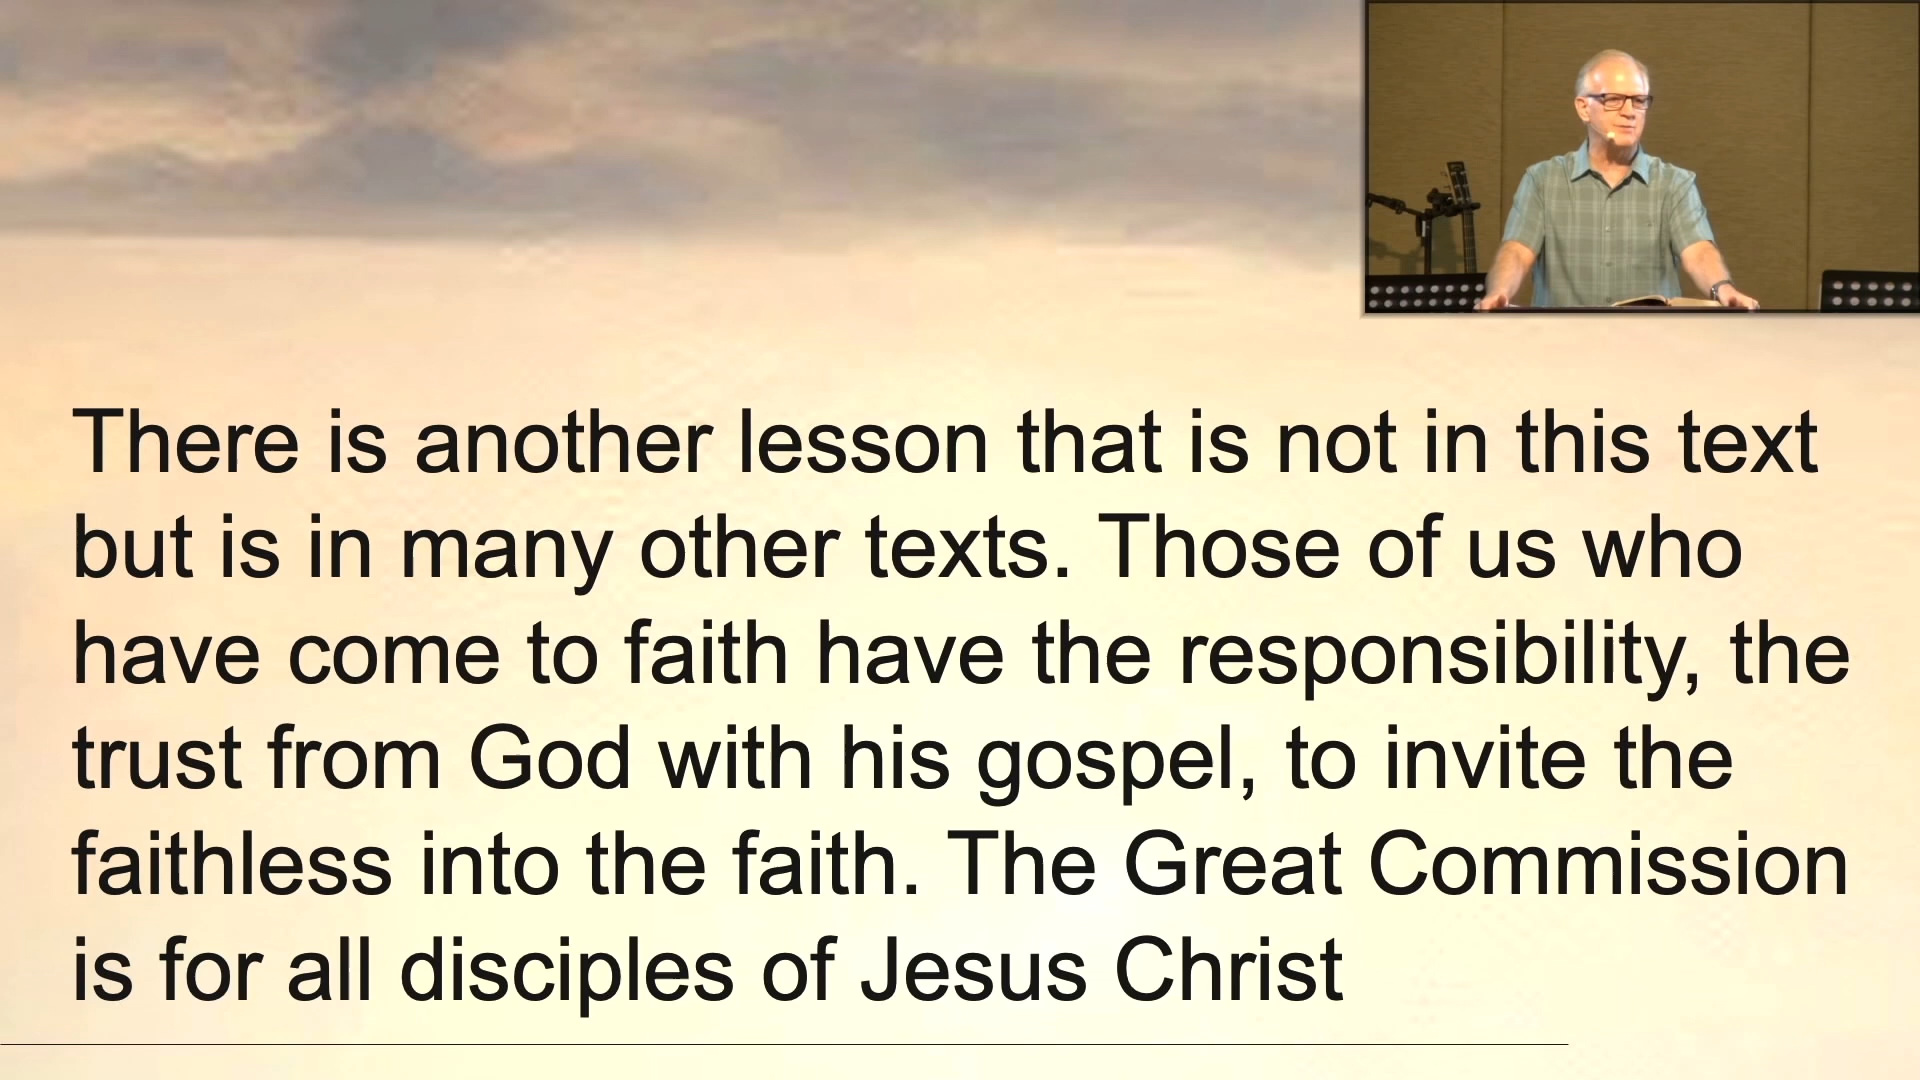 There is another lesson that is not in this text
but is in many other texts. Those of us who
have come to faith have the responsibility, the
trust from God with his gospel, to invite the
faithless into the faith. The Great Commission
is for all disciples of Jesus Christ